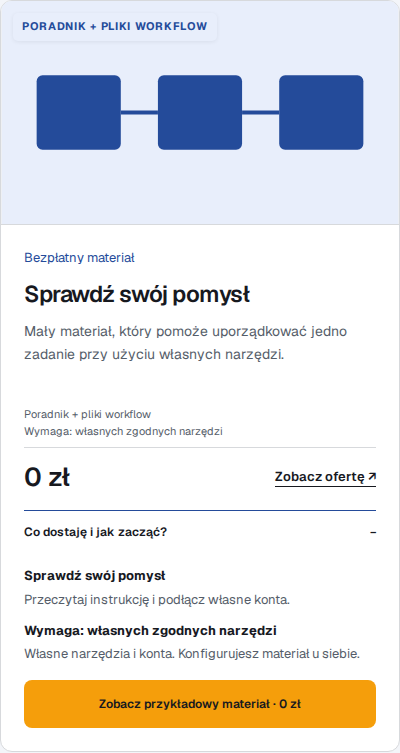 PORADNIK + PLIKI WORKFLOW
Bezpłatny materiał
Sprawdź swój pomysł
Mały materiał, który pomoże uporządkować jedno
zadanie przy użyciu własnych narzędzi.
Poradnik + pliki workflow
Wymaga: własnych zgodnych narzędzi
0 zł
Zobacz ofertę ↗
Co dostaję i jak zacząć?
–
Sprawdź swój pomysł
Przeczytaj instrukcję i podłącz własne konta.
Wymaga: własnych zgodnych narzędzi
Własne narzędzia i konta. Konfigurujesz materiał u siebie.
Zobacz przykładowy materiał · 0 zł